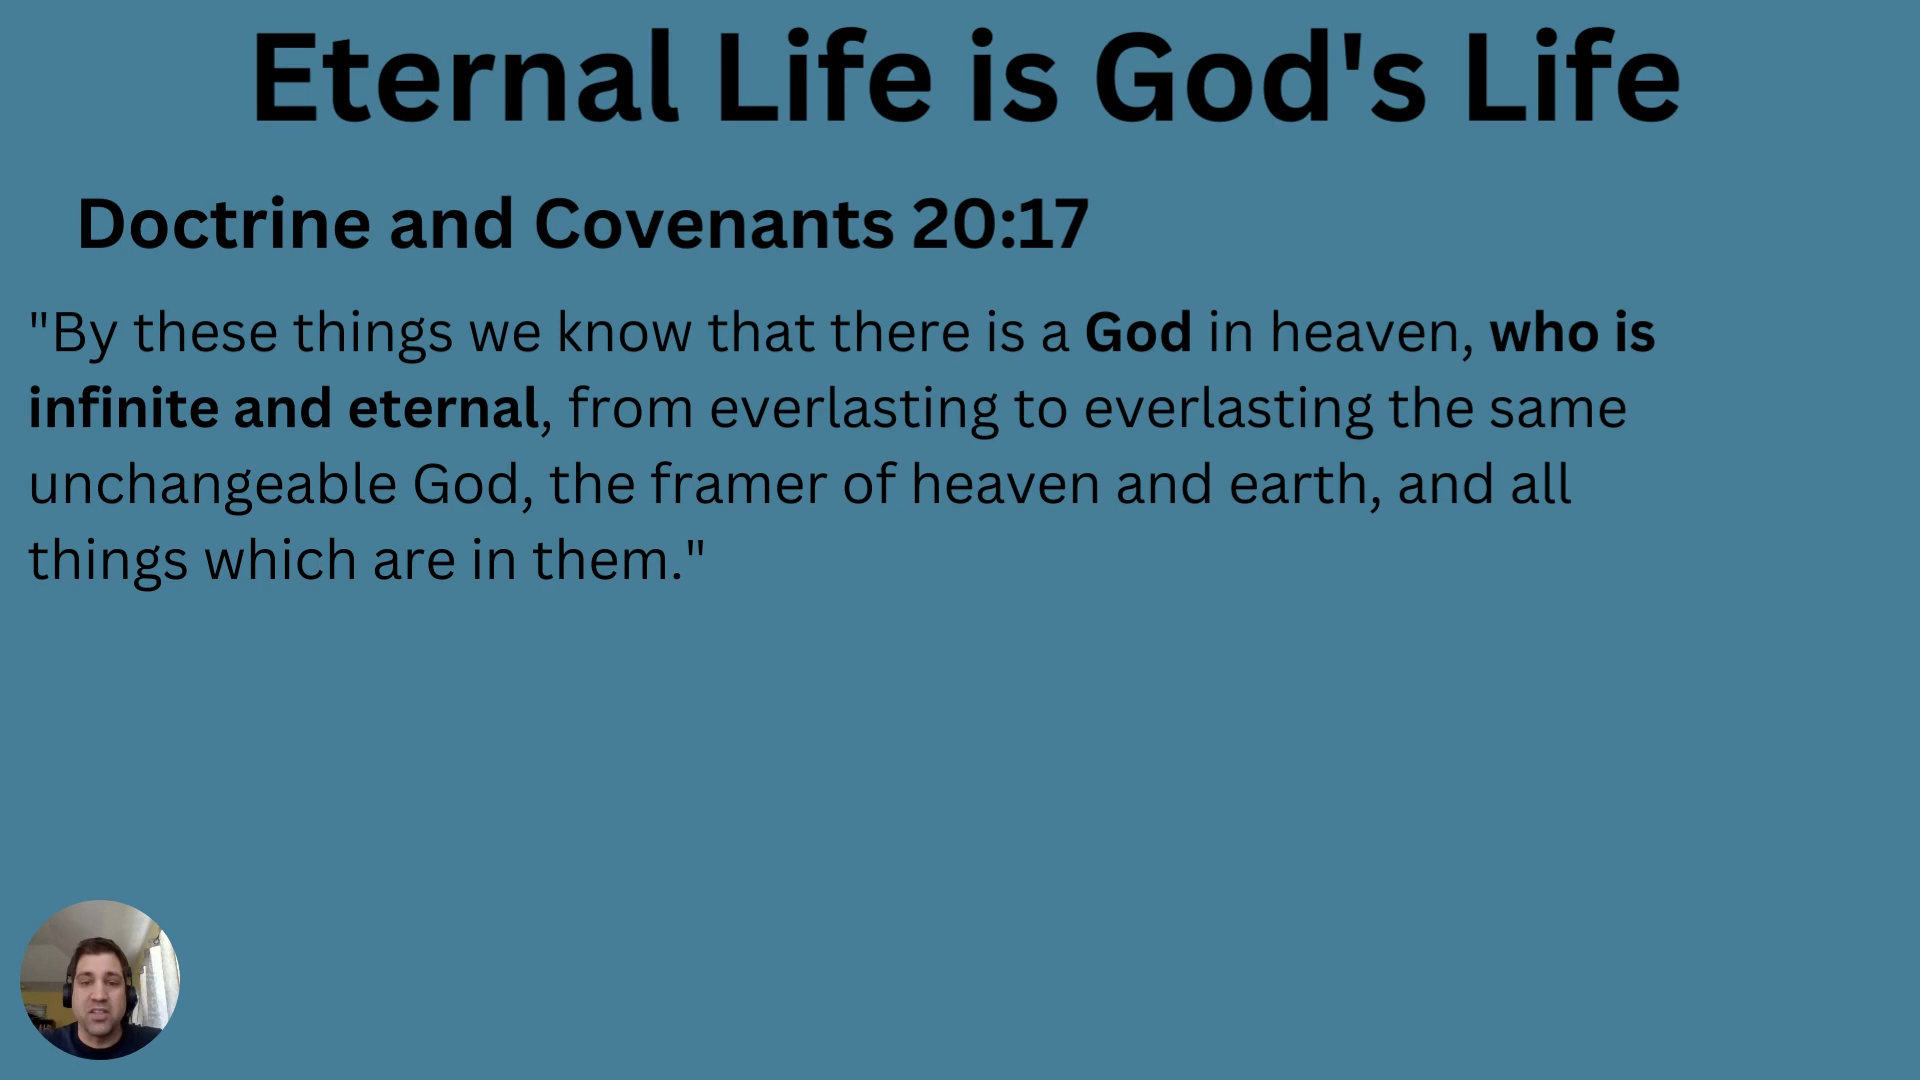 Eternal Life is God's Life
Doctrine and Covenants 20:17
"By these things we know that there is a God in heaven, who is
infinite and eternal, from everlasting to everlasting the same
unchangeable God, the framer of heaven and earth, and all
things which are in them."